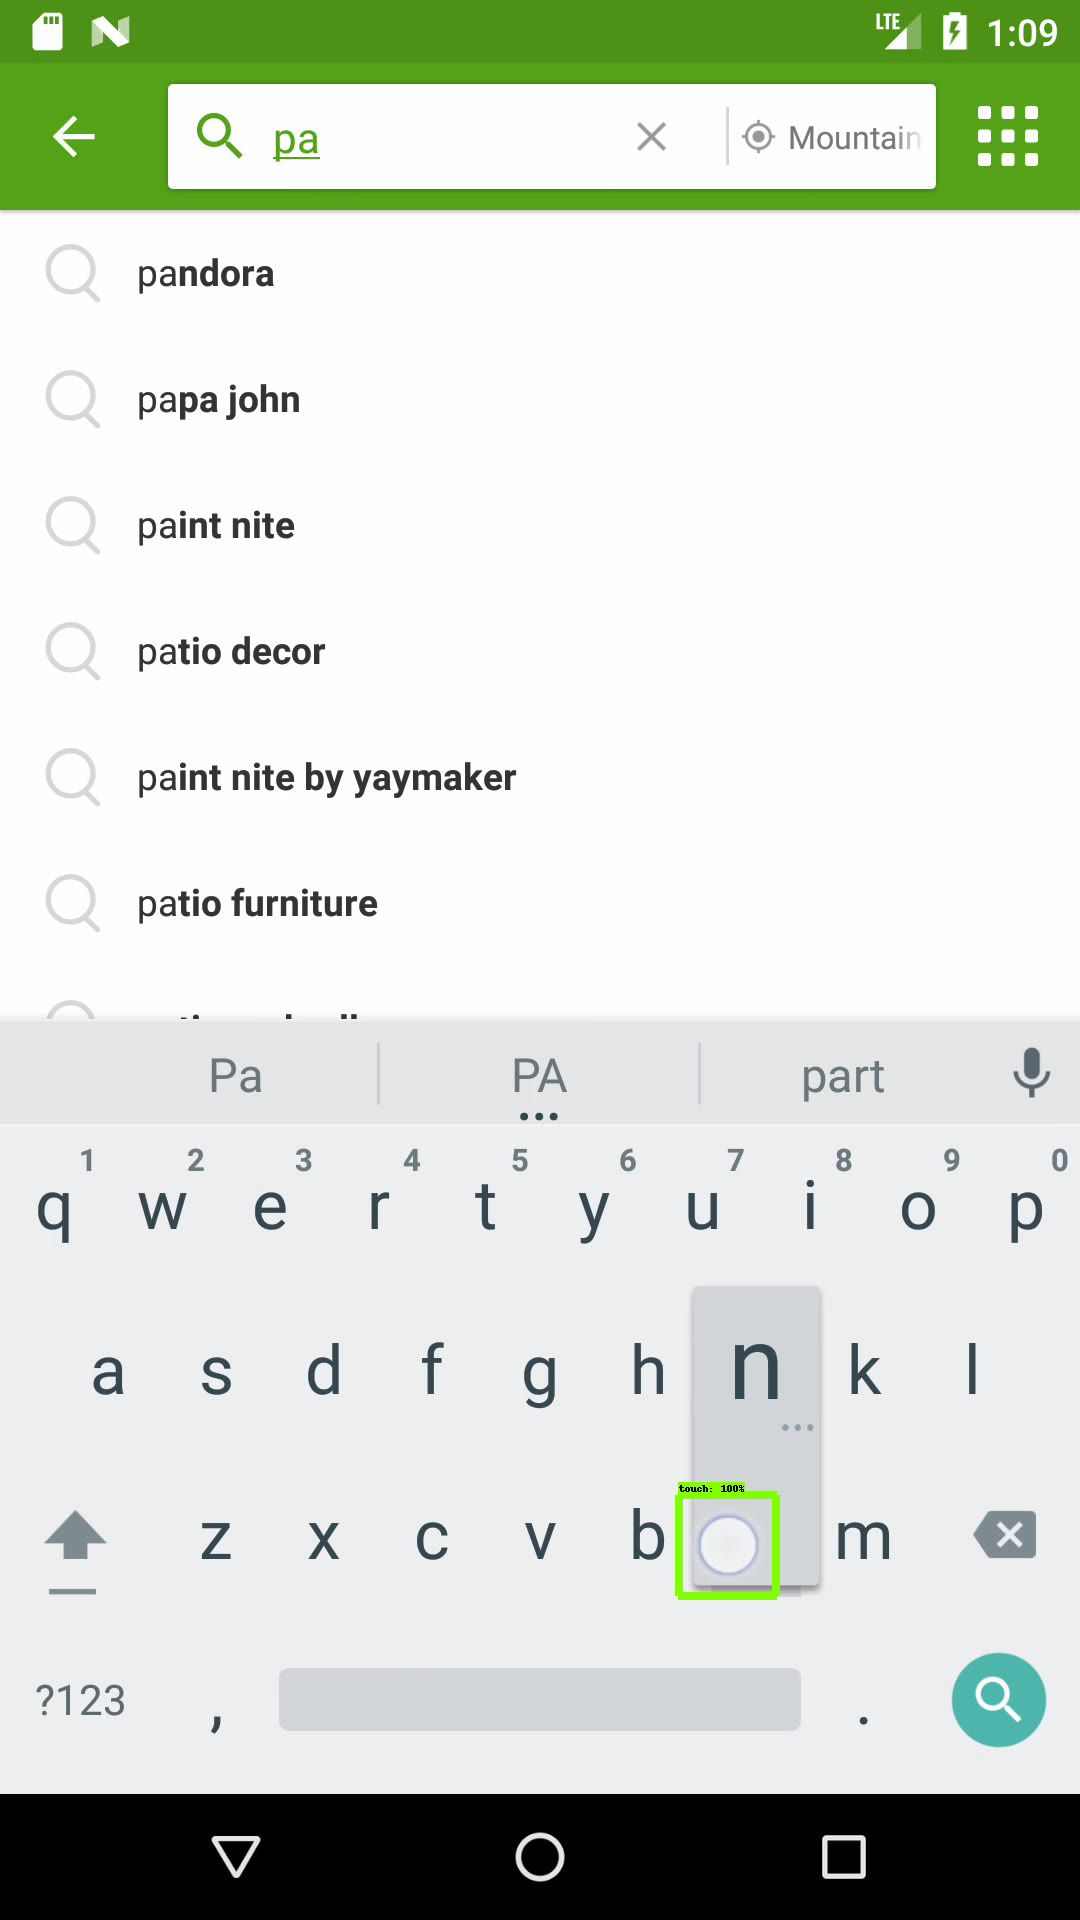 LTE 1:09
pa Mountain
pandora
papa john
paint nite
patio decor
paint nite by yaymaker
patio furniture
Pa PA part
1 2 3 4 5 6 7 8 9 0
q w e r t y u i o p
a s d f g h n k l
touch: 100%
z x c v b m
?123 , .